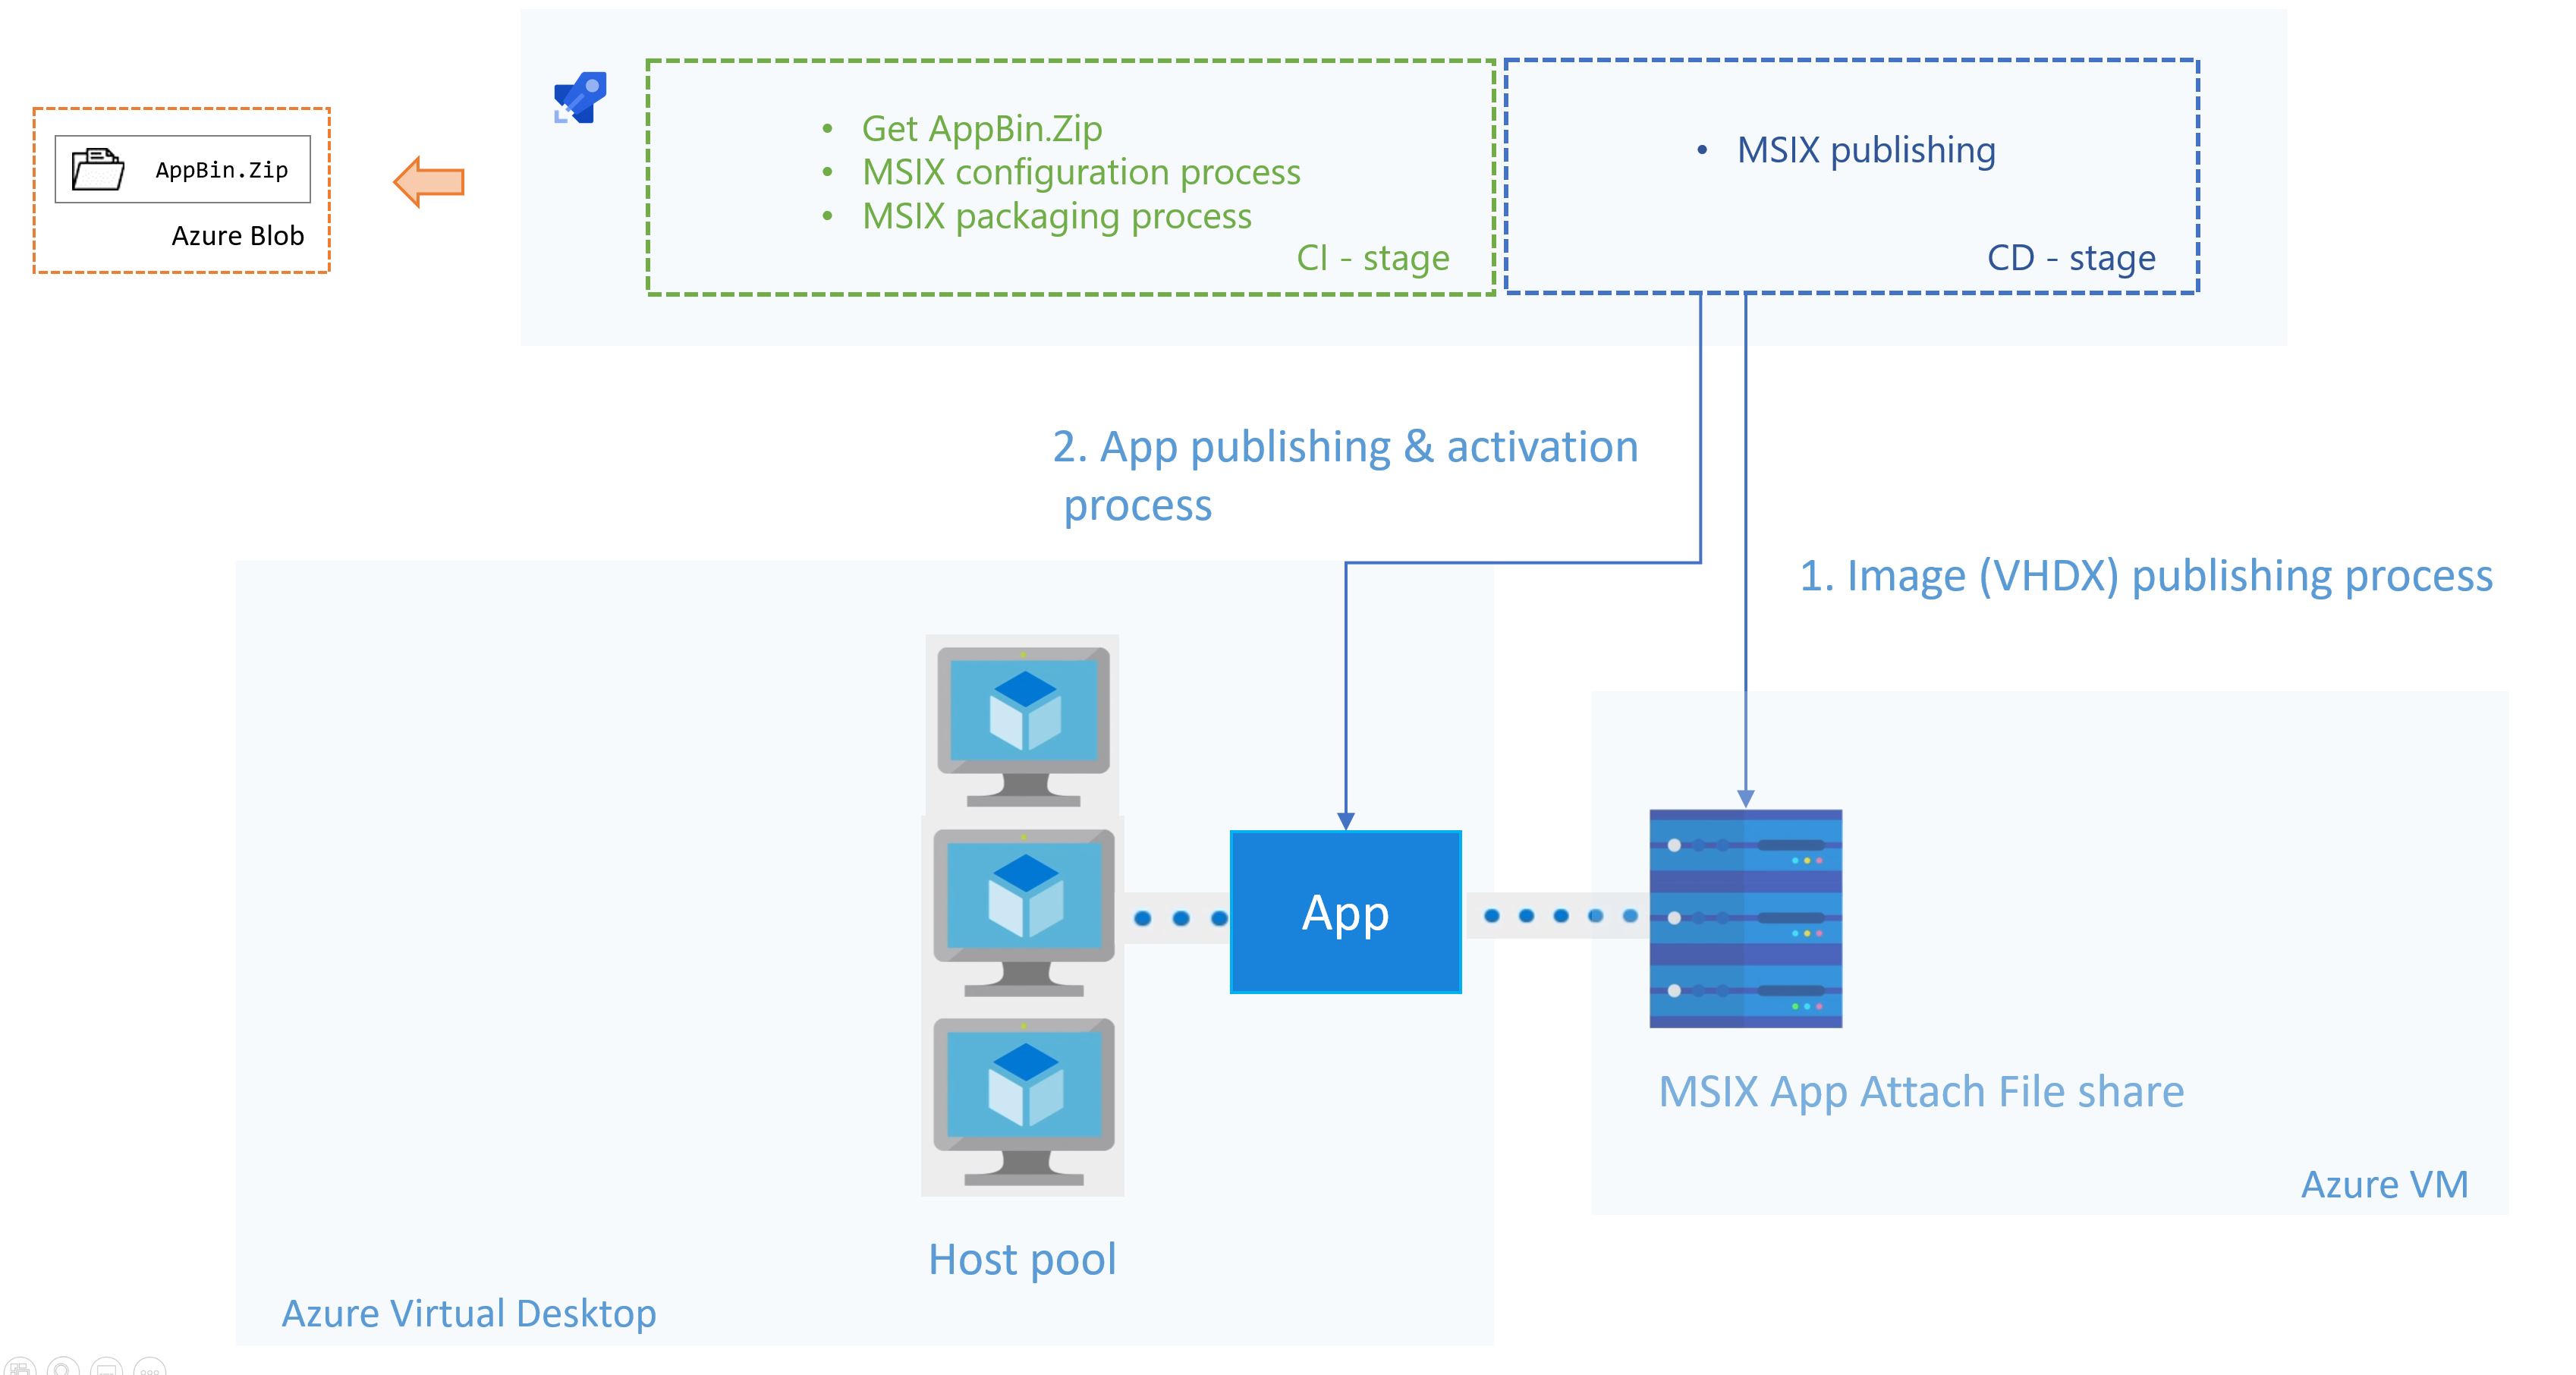 AppBin.Zip
Azure Blob
• Get AppBin.Zip
• MSIX configuration process
• MSIX packaging process
CI - stage
• MSIX publishing
CD - stage
2. App publishing & activation
process
1. Image (VHDX) publishing process
App
MSIX App Attach File share
Azure VM
Host pool
Azure Virtual Desktop